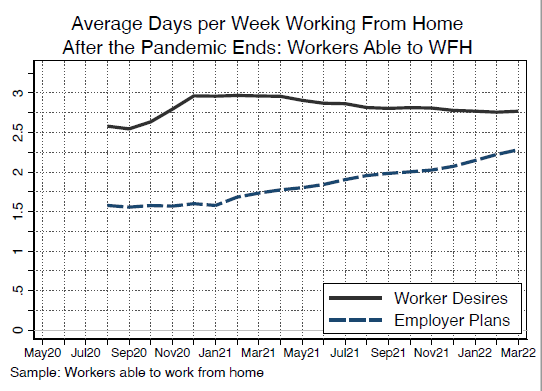 Average Days per Week Working From Home
After the Pandemic Ends: Workers Able to WFH
3
2.5
2
1.5
1
.5
0
Worker Desires
Employer Plans
May20 Jul20 Sep20 Nov20 Jan21 Mar21 May21 Jul21 Sep21 Nov21 Jan22 Mar22
Sample: Workers able to work from home